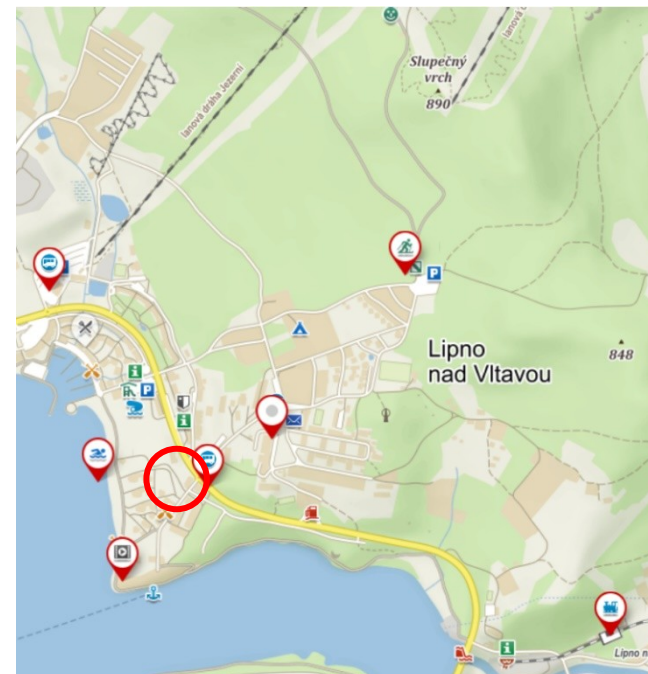 Slupečný
vrch
890
lanová dráha Jezerní
P
Lipno
nad Vltavou
848
i
P
i
i
Lipno n